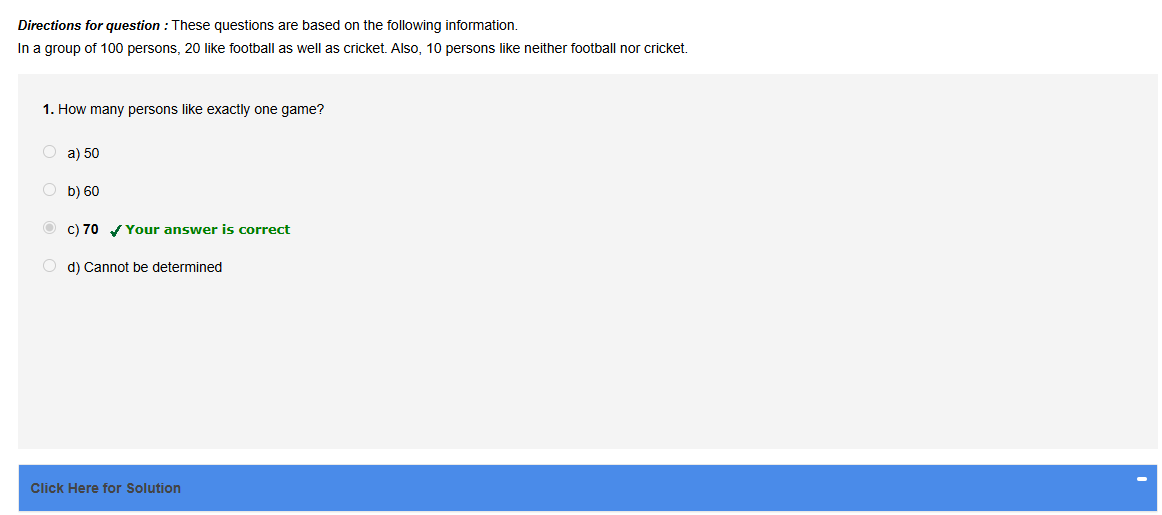 Directions for question : These questions are based on the following information.
In a group of 100 persons, 20 like football as well as cricket. Also, 10 persons like neither football nor cricket.
1. How many persons like exactly one game?
a) 50
b) 60
c) 70 ✓ Your answer is correct
d) Cannot be determined
Click Here for Solution